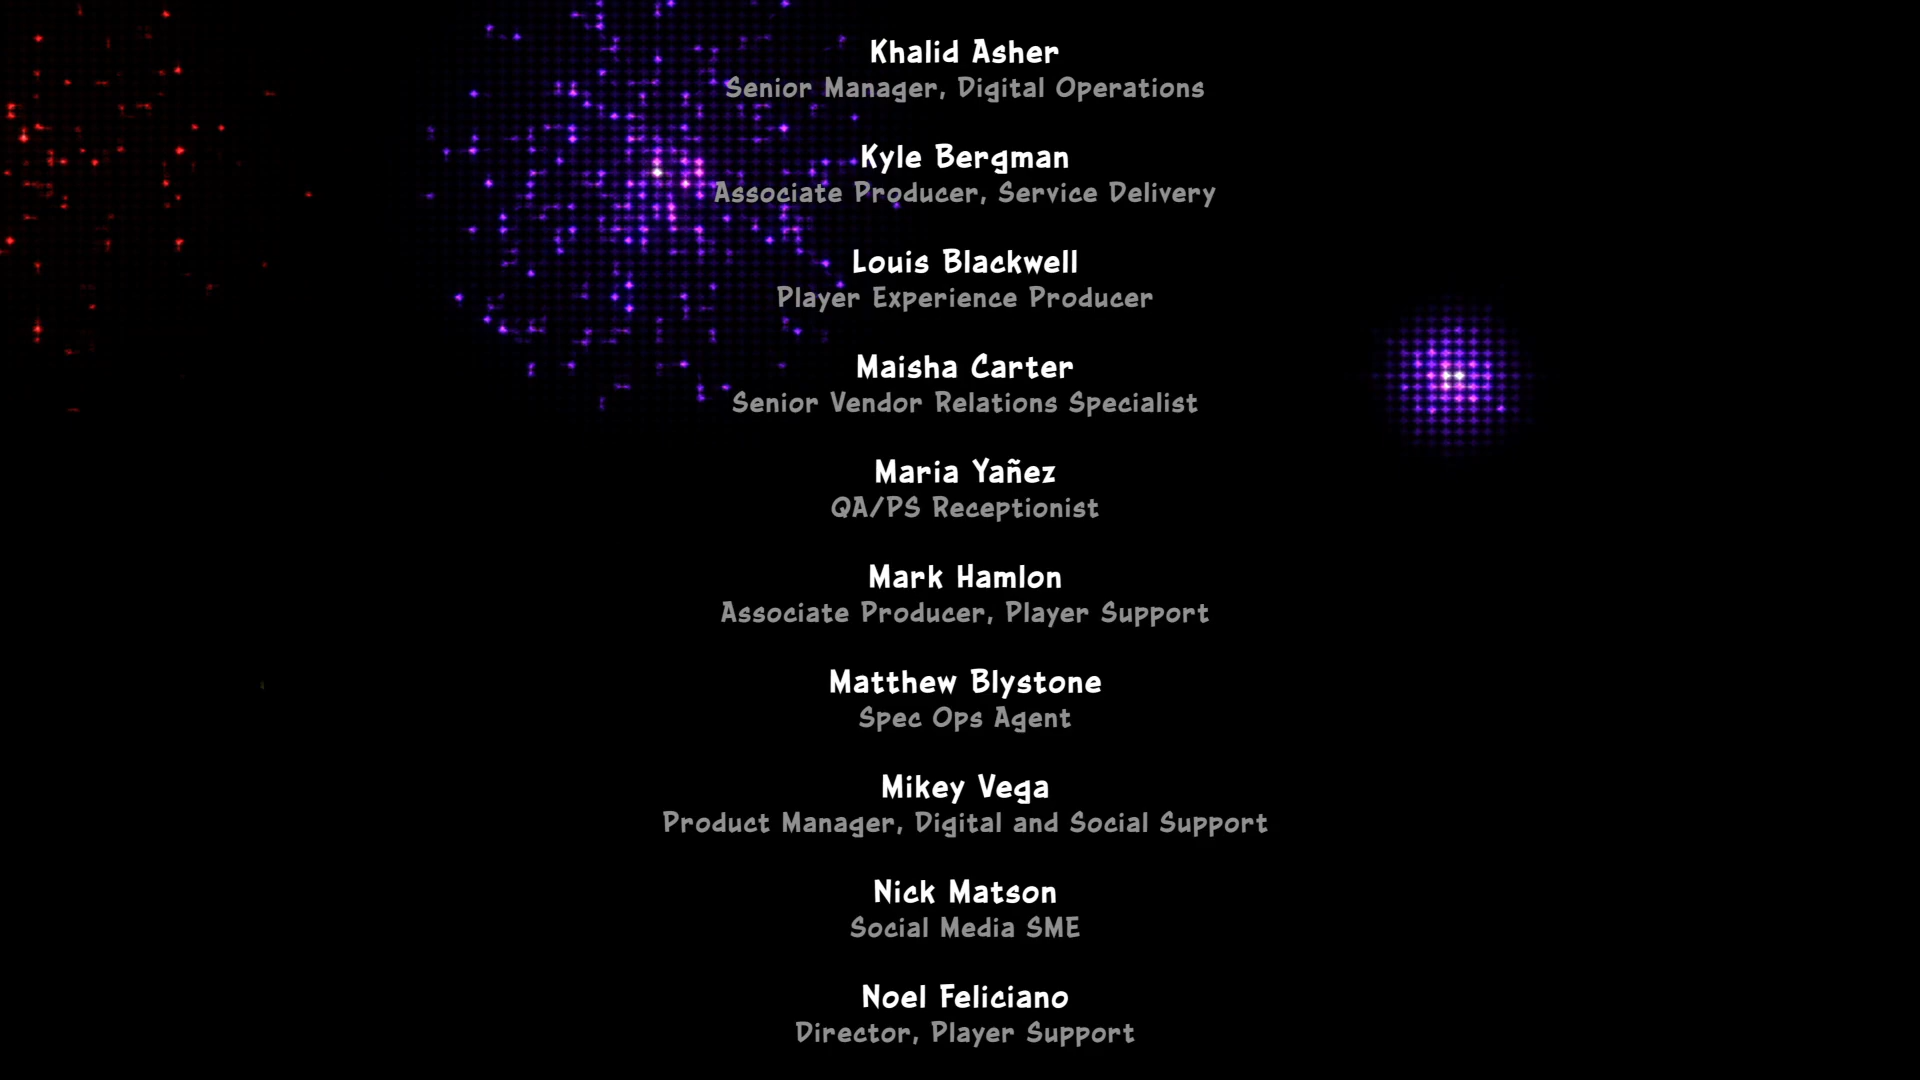 Khalid Asher
Senior Manager, Digital Operations
Kyle Bergman
Associate Producer, Service Delivery
Louis Blackwell
Player Experience Producer
Maisha Carter
Senior Vendor Relations Specialist
Maria Yañez
QA/PS Receptionist
Mark Hamlon
Associate Producer, Player Support
Matthew Blystone
Spec Ops Agent
Mikey Vega
Product Manager, Digital and Social Support
Nick Matson
Social Media SME
Noel Feliciano
Director, Player Support